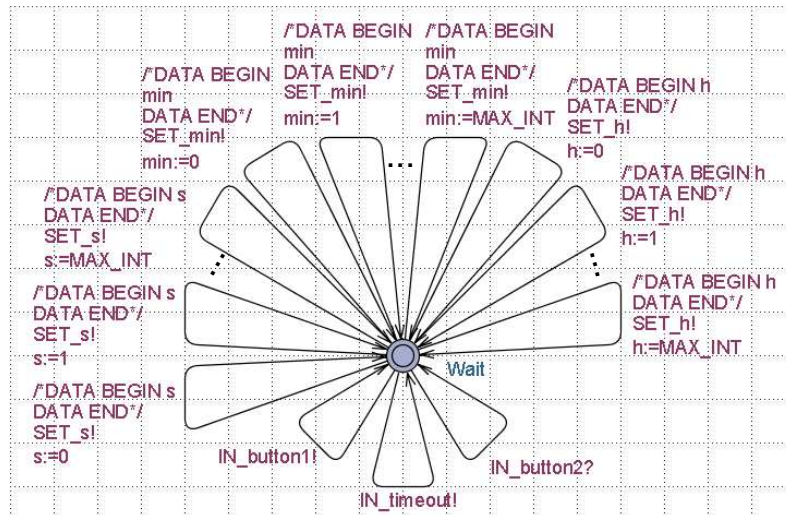 /*DATA BEGIN
min
DATA END*/
SET_min!
min:=0
/*DATA BEGIN
min
DATA END*/
SET_min!
min:=1
/*DATA BEGIN
min
DATA END*/
SET_min!
min:=MAX_INT
...
/*DATA BEGIN h
DATA END*/
SET_h!
h:=0
/*DATA BEGIN h
DATA END*/
SET_h!
h:=1
...
/*DATA BEGIN h
DATA END*/
SET_h!
h:=MAX_INT
/*DATA BEGIN s
DATA END*/
SET_s!
s:=MAX_INT
...
/*DATA BEGIN s
DATA END*/
SET_s!
s:=1
/*DATA BEGIN s
DATA END*/
SET_s!
s:=0
Wait
IN_button1!
IN_button2?
IN_timeout!